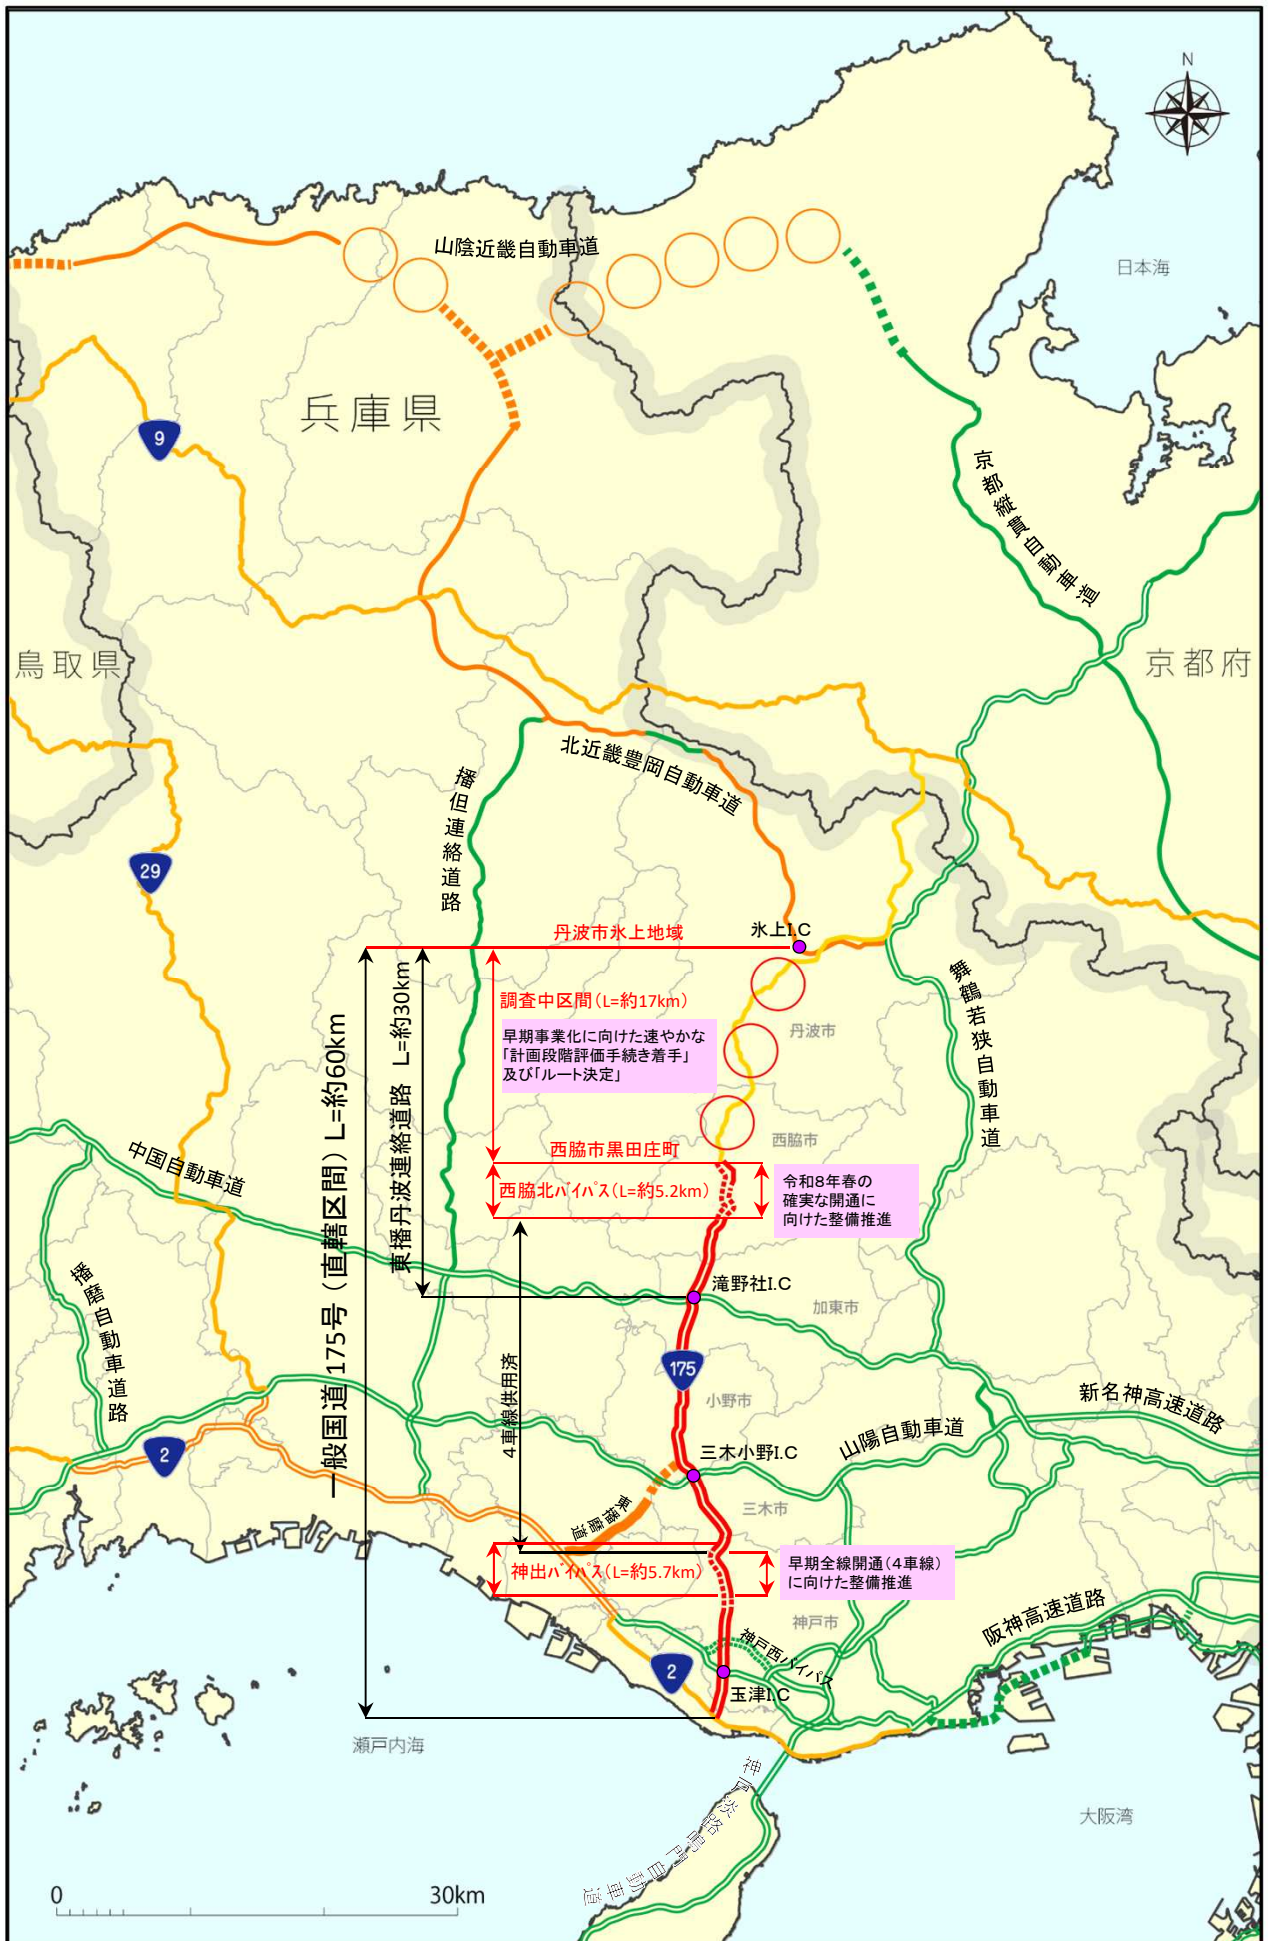 N
山陰近畿自動車道
日本海
兵庫県
9
京都縦貫自動車道
鳥取県
京都府
北近畿豊岡自動車道
播但連絡道路
29
丹波市氷上地域
氷上I.C
舞鶴若狭自動車道
調査中区間(L=約17km)
早期事業化に向けた速やかな
「計画段階評価手続き着手」
及び「ルート決定」
丹波市
一般国道175号(直轄区間) L=約60km
東播丹波連絡道路 L=約30km
中国自動車道
西脇市黒田庄町
西脇市
西脇北バイパス(L=約5.2km)
令和8年春の
確実な開通に
向けた整備推進
滝野社I.C
加東市
播磨自動車道路
175
4車線供用済
小野市
新名神高速道路
山陽自動車道
2
三木小野I.C
三木市
東播磨道
神出バイパス(L=約5.7km)
早期全線開通(4車線)
に向けた整備推進
神戸市
阪神高速道路
神戸西バイパス
2
玉津I.C
瀬戸内海
神戸淡路鳴門自動車道
大阪湾
0
30km